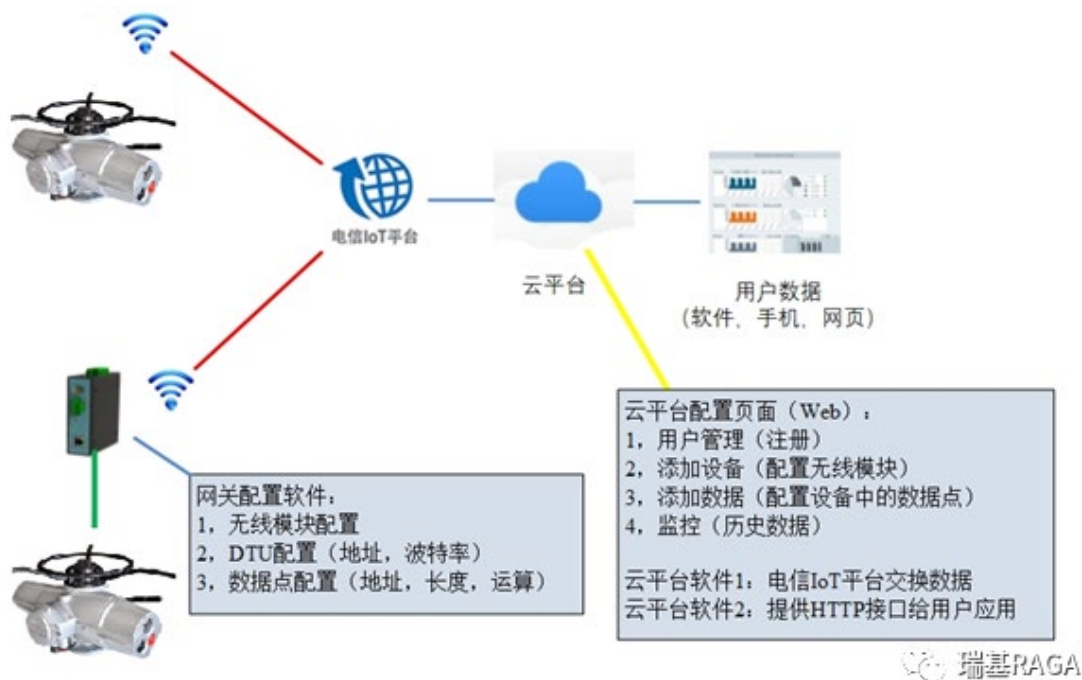 电信IoT平台
云平台
用户数据
（软件、手机、网页）
网关配置软件：
1，无线模块配置
2，DTU配置（地址，波特率）
3，数据点配置（地址，长度，运算）
云平台配置页面（Web）：
1，用户管理（注册）
2，添加设备（配置无线模块）
3，添加数据（配置设备中的数据点）
4，监控（历史数据）
云平台软件1：电信IoT平台交换数据
云平台软件2：提供HTTP接口给用户应用
瑞基RAGA